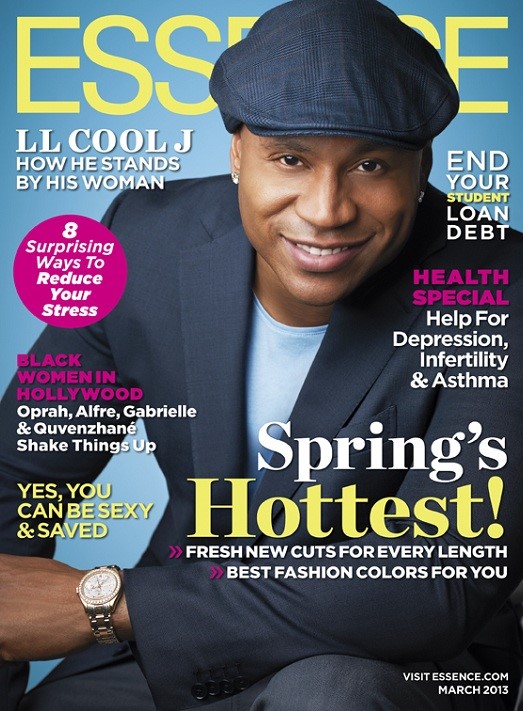 ESSENCE
LL COOL J
HOW HE STANDS
BY HIS WOMAN
END
YOUR
STUDENT
LOAN
DEBT
8
Surprising
Ways To
Reduce
Your
Stress
HEALTH
SPECIAL
Help For
Depression,
Infertility
& Asthma
BLACK
WOMEN IN
HOLLYWOOD
Oprah, Alfre, Gabrielle
& Quvenzhané
Shake Things Up
Spring's
Hottest!
YES, YOU
CAN BE SEXY
& SAVED
» FRESH NEW CUTS FOR EVERY LENGTH
» BEST FASHION COLORS FOR YOU
VISIT ESSENCE.COM
MARCH 2013